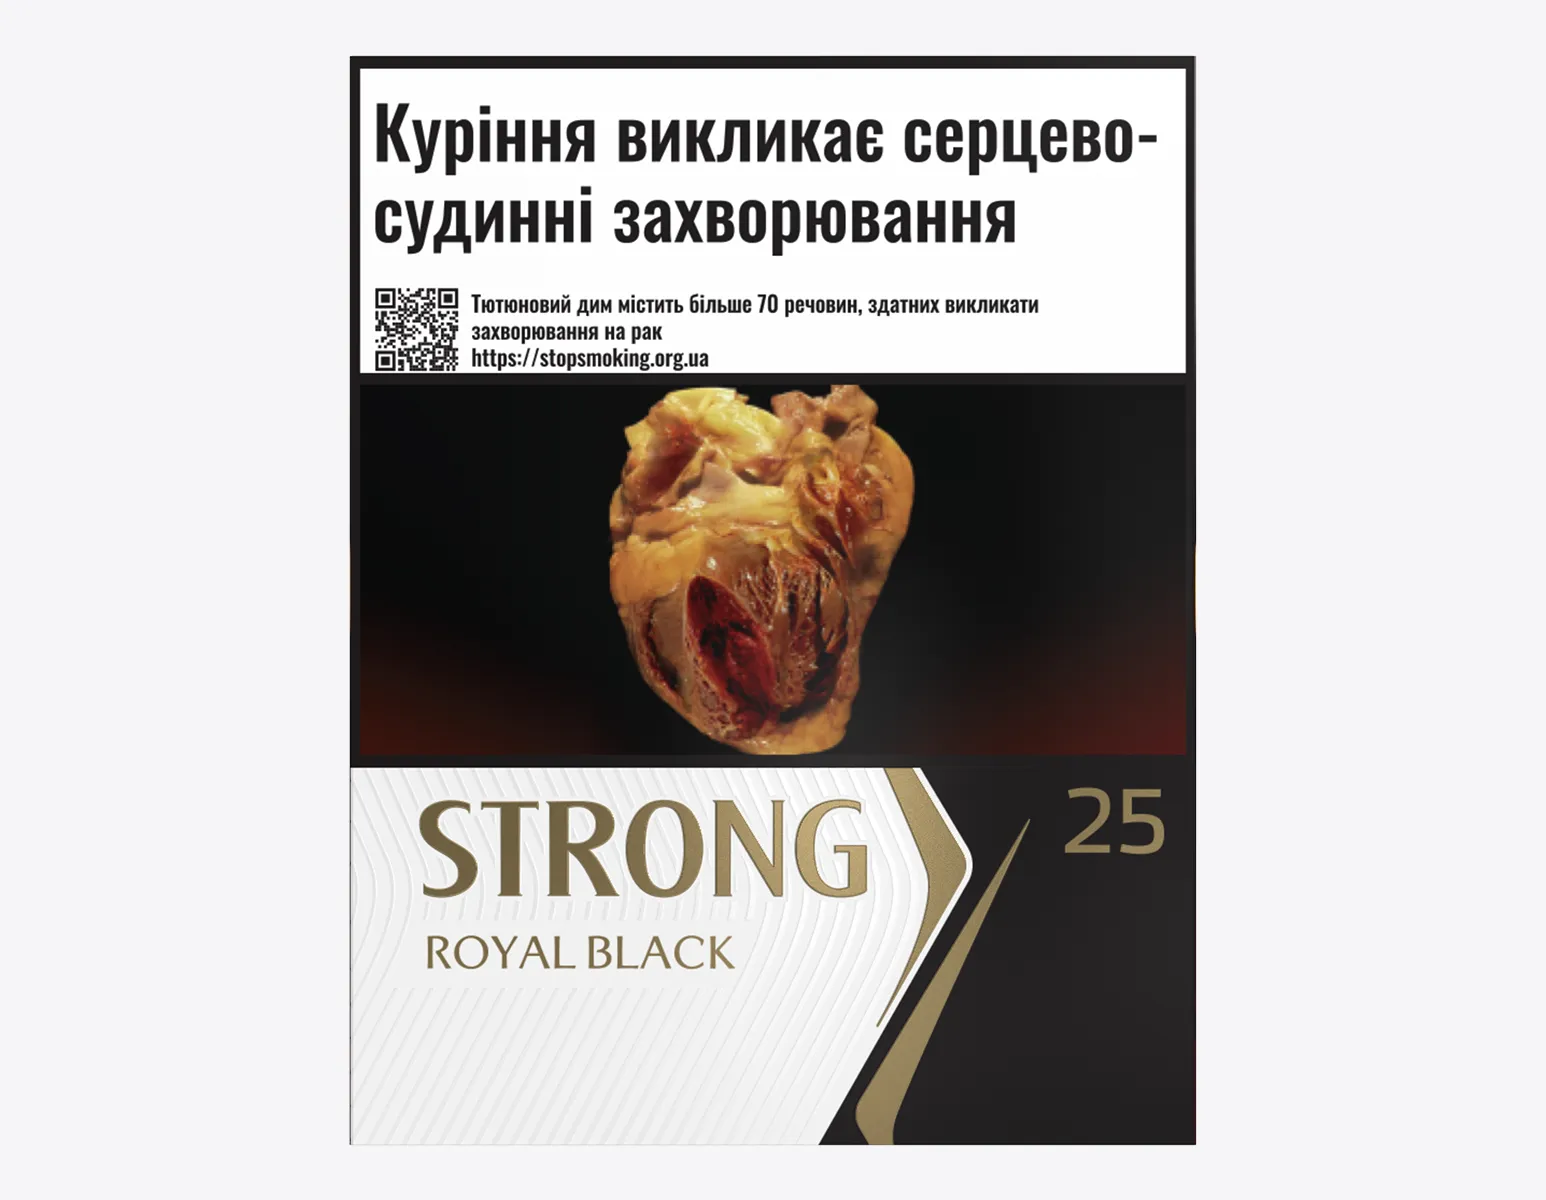 Куріння викликає серцево-
судинні захворювання
Тютюновий дим містить більше 70 речовин, здатних викликати
захворювання на рак
https://stopsmoking.org.ua
STRONG
25
ROYAL BLACK